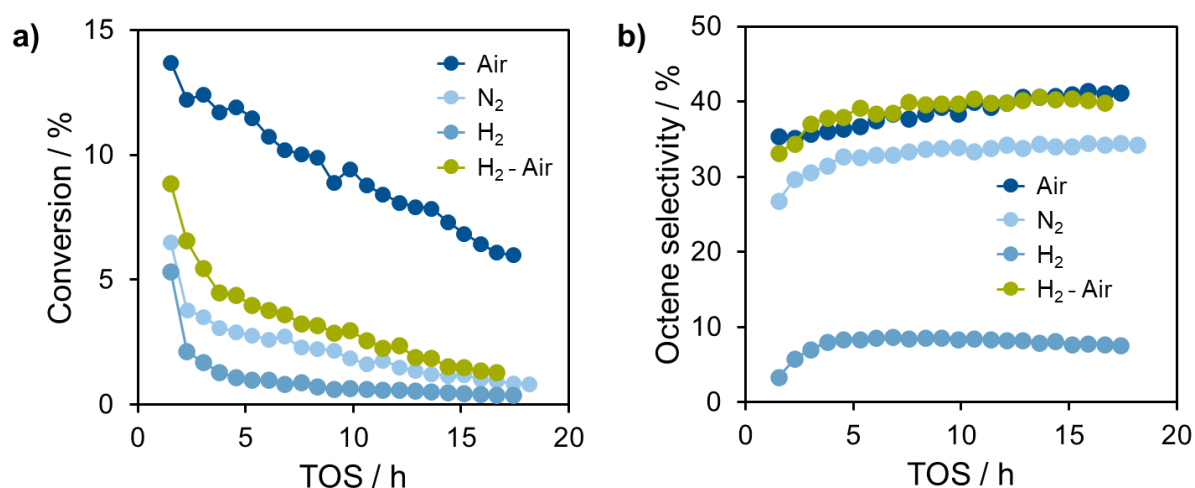 a)
Conversion / %
15
10
5
0
Air
N₂
H₂
H₂ - Air
0 5 10 15 20
TOS / h
b)
Octene selectivity / %
50
40
30
20
10
0
Air
N₂
H₂
H₂ - Air
0 5 10 15 20
TOS / h